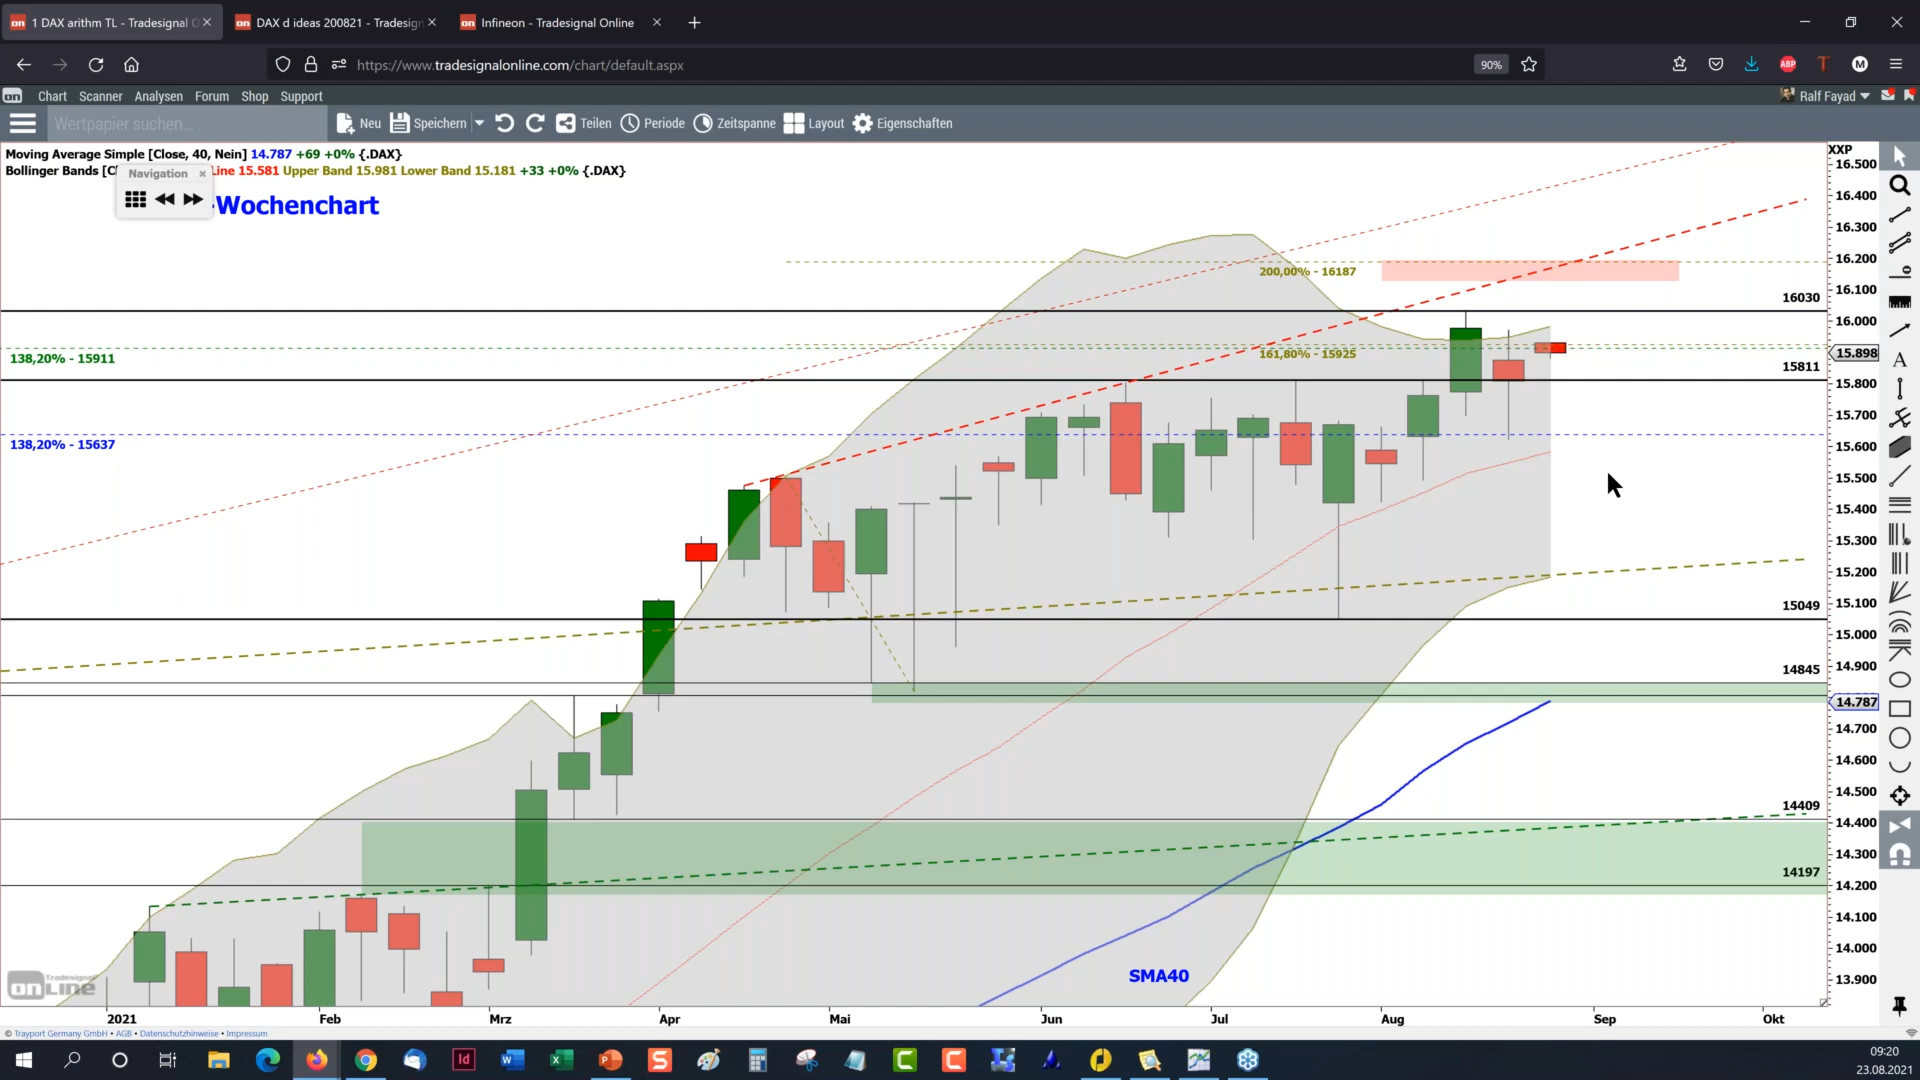 1 DAX arithm TL - Tradesignal O
DAX d ideas 200821 - Tradesign
Infineon - Tradesignal Online
https://www.tradesignalonline.com/chart/default.aspx
90%
ABP
T
M
on Chart Scanner Analysen Forum Shop Support
Ralf Fayad
Wertpapier suchen...
Neu Speichern Teilen Periode Zeitspanne Layout Eigenschaften
Moving Average Simple [Close, 40, Nein] 14.787 +69 +0% {.DAX}
Bollinger Bands [C Line 15.581 Upper Band 15.981 Lower Band 15.181 +33 +0% {.DAX}
Navigation
-Wochenchart
XXP
16.500
16.400
16.300
16.200
16.100
16.000
15.898
15.800
15.700
15.600
15.500
15.400
15.300
15.200
15.100
15.000
14.900
14.787
14.700
14.600
14.500
14.400
14.300
14.200
14.100
14.000
13.900
200,00% - 16187
16030
138,20% - 15911
161,80% - 15925
15811
138,20% - 15637
15049
14845
14409
14197
SMA40
Tradesignal
onLine
2021 Feb Mrz Apr Mai Jun Jul Aug Sep Okt
© Trayport Germany GmbH • AGB • Datenschutzhinweise • Impressum
09:20
23.08.2021